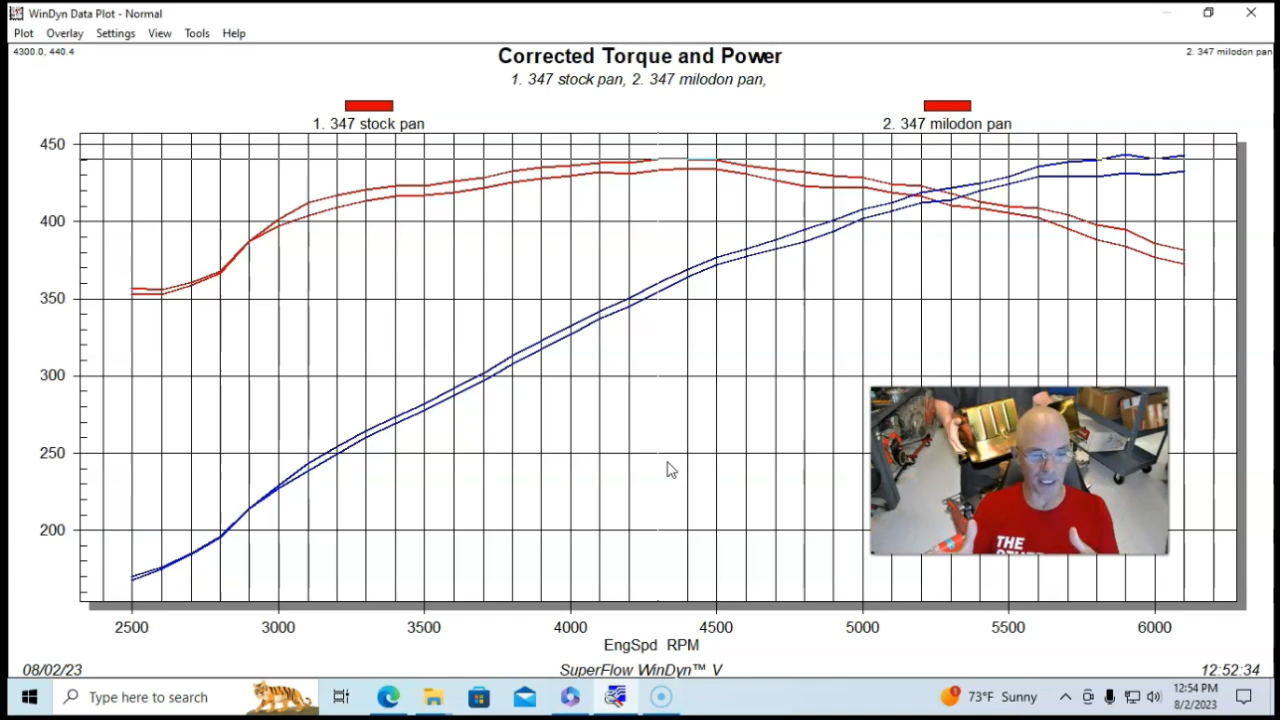 WinDyn Data Plot - Normal
Plot Overlay Settings View Tools Help
4300.0, 440.4
2. 347 milodon pan
Corrected Torque and Power
1. 347 stock pan, 2. 347 milodon pan,
1. 347 stock pan
2. 347 milodon pan
450
400
350
300
250
200
THE
2500 3000 3500 4000 4500 5000 5500 6000
EngSpd RPM
08/02/23
SuperFlow WinDyn™ V
12:52:34
Type here to search
1
73°F Sunny
12:54 PM
8/2/2023